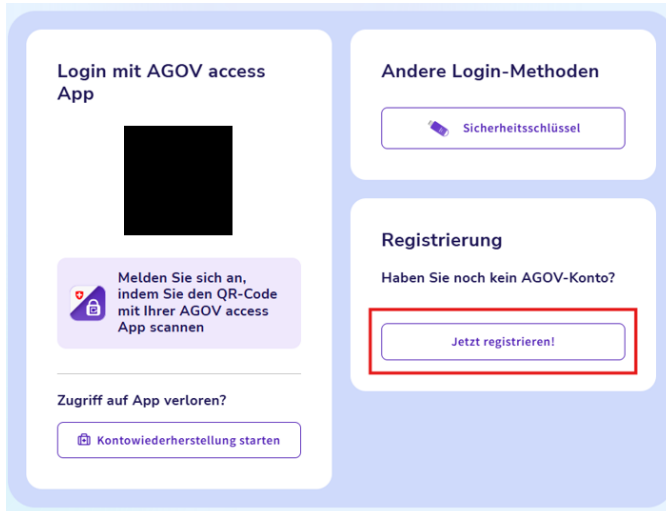 Login mit AGOV access
App
Melden Sie sich an,
indem Sie den QR-Code
mit Ihrer AGOV access
App scannen
Zugriff auf App verloren?
Kontowiederherstellung starten
Andere Login-Methoden
Sicherheitsschlüssel
Registrierung
Haben Sie noch kein AGOV-Konto?
Jetzt registrieren!